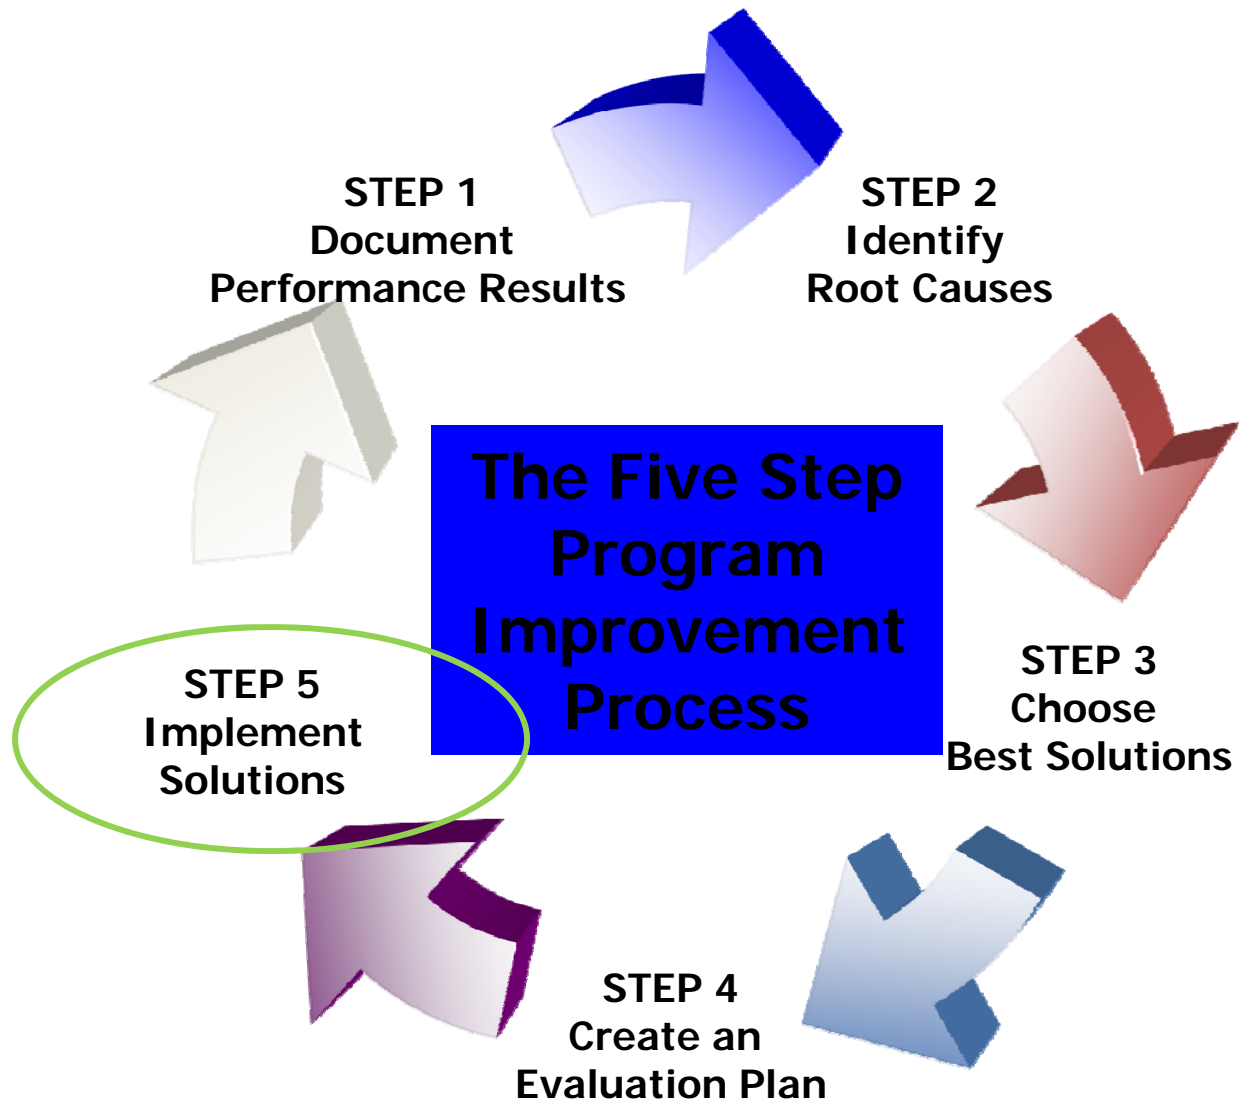 STEP 1
Document
Performance Results
STEP 2
Identify
Root Causes
The Five Step
Program
Improvement
Process
STEP 3
Choose
Best Solutions
STEP 4
Create an
Evaluation Plan
STEP 5
Implement
Solutions